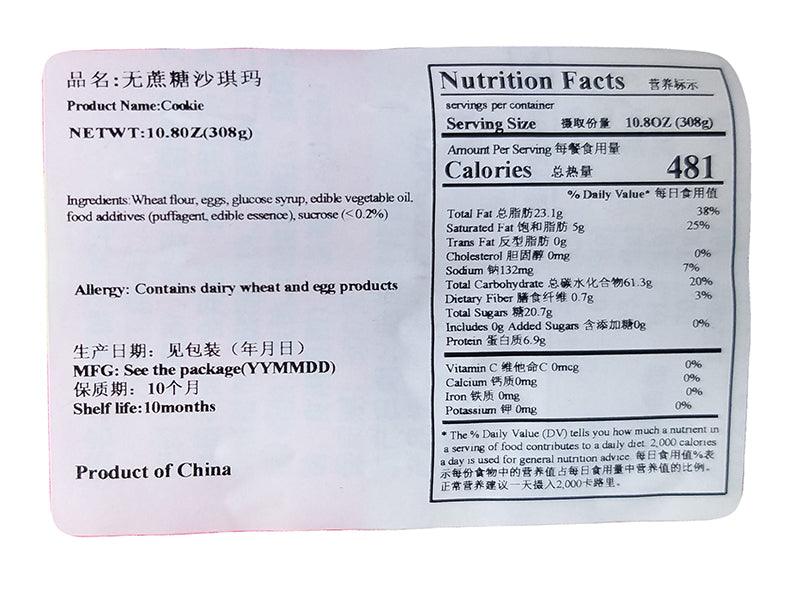 品名:无蔗糖沙琪玛
Product Name:Cookie
NETWT:10.80Z(308g)
Ingredients:Wheat flour, eggs, glucose syrup, edible vegetable oil.
food additives (puffagent, edible essence), sucrose (<0.2%)
Allergy: Contains dairy wheat and egg products
生产日期：见包装（年月日）
MFG: See the package(YYMMDD)
保质期：10个月
Shelf life:10months
Product of China
Nutrition Facts 营养标示
servings per container
Serving Size 摄取份量 10.8OZ (308g)
Amount Per Serving 每餐食用量
Calories 总热量 481
% Daily Value* 每日食用值
Total Fat 总脂肪23.1g 38%
Saturated Fat 饱和脂肪 5g 25%
Trans Fat 反型脂肪 0g
Cholesterol 胆固醇 0mg 0%
Sodium 钠132mg 7%
Total Carbohydrate 总碳水化合物61.3g 20%
Dietary Fiber 膳食纤维 0.7g 3%
Total Sugars 糖20.7g
Includes 0g Added Sugars 含添加糖0g 0%
Protein 蛋白质6.9g
Vitamin C 维他命C 0mcg 0%
Calcium 钙质0mg 0%
Iron 铁质 0mg 0%
Potassium 钾 0mg 0%
* The % Daily Value (DV) tells you how much a nutrient in
a serving of food contributes to a daily diet. 2,000 calories
a day is used for general nutrition advice. 每日食用值%表
示每份食物中的营养值占每日食用量中营养值的比例。
正常营养建议一天摄入2,000卡路里。